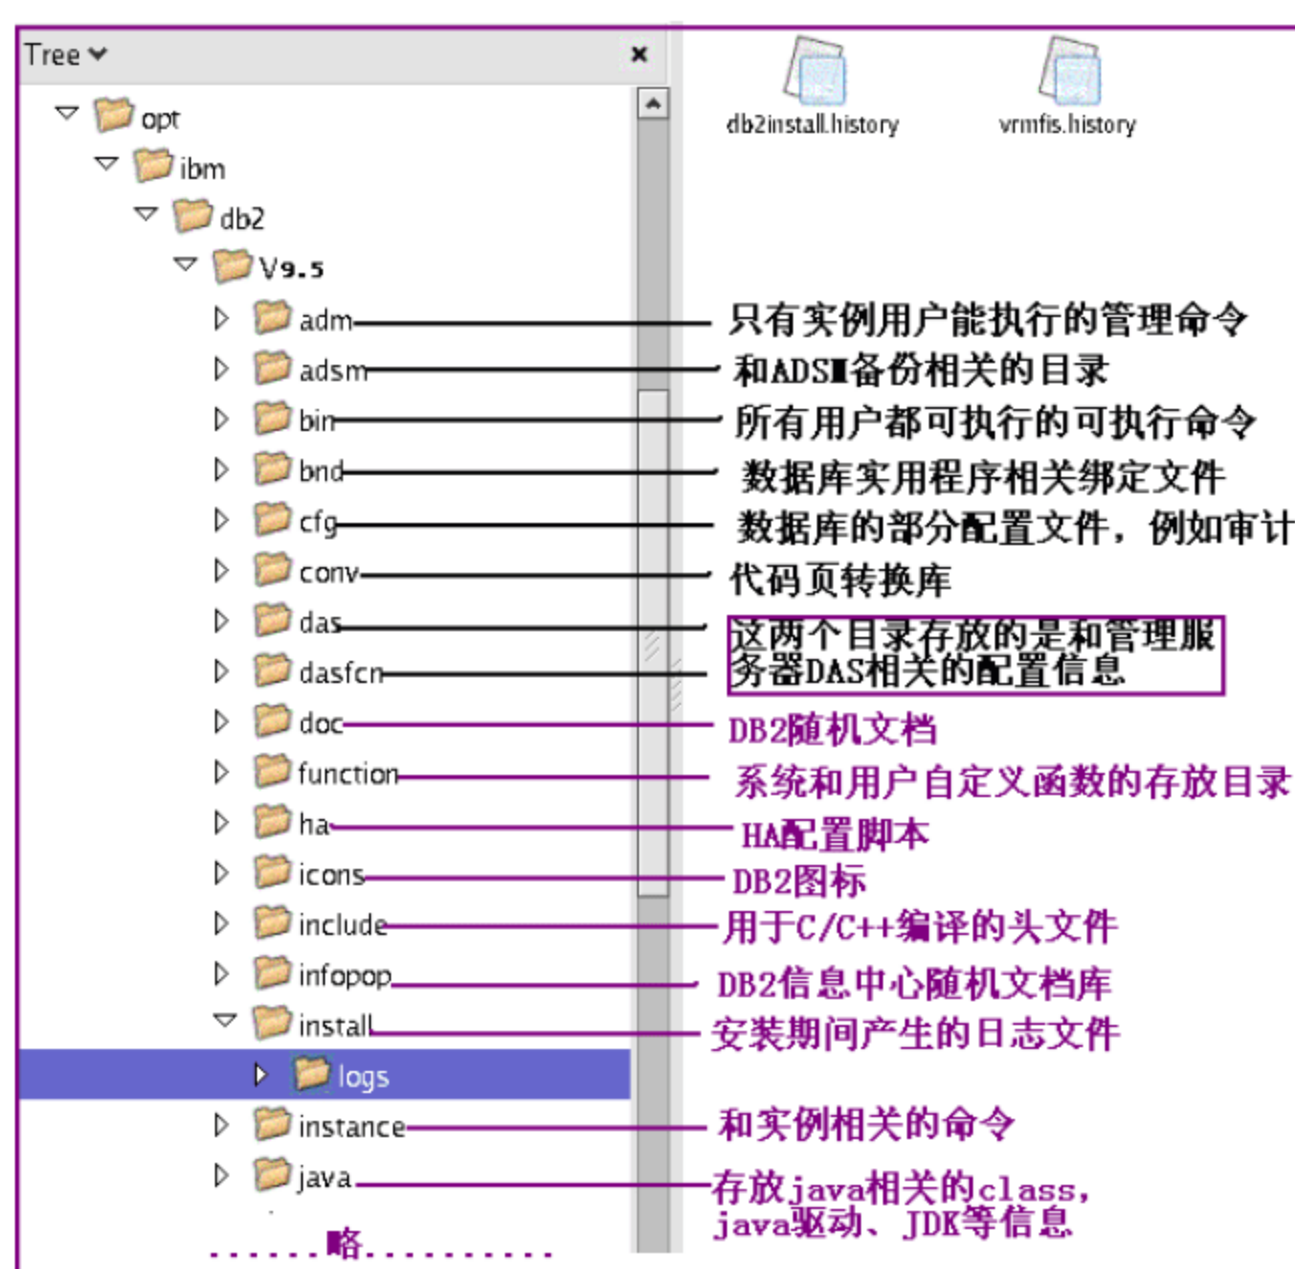 Tree
db2install.history
vrmfis.history
opt
ibm
db2
V9.5
adm
只有实例用户能执行的管理命令
adsm
和ADSM备份相关的目录
bin
所有用户都可执行的可执行命令
bnd
数据库实用程序相关绑定文件
cfg
数据库的部分配置文件，例如审计
conv
代码页转换库
das
这两个目录存放的是和管理服
dasfcn
务器DAS相关的配置信息
doc
DB2随机文档
function
系统和用户自定义函数的存放目录
ha
HA配置脚本
icons
DB2图标
include
用于C/C++编译的头文件
infopop
DB2信息中心随机文档库
install
安装期间产生的日志文件
logs
instance
和实例相关的命令
java
存放java相关的class，
java驱动、JDK等信息
......略..........